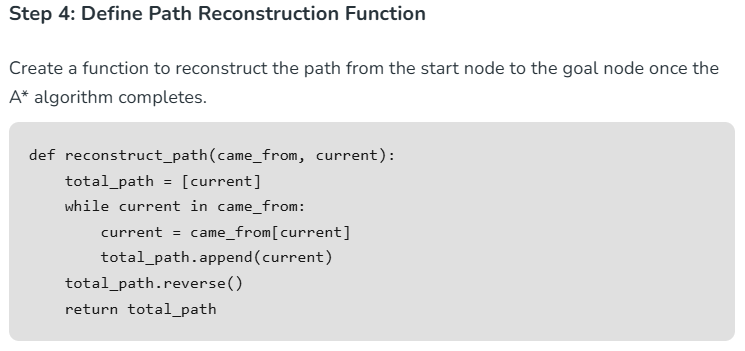 Step 4: Define Path Reconstruction Function
Create a function to reconstruct the path from the start node to the goal node once the
A* algorithm completes.
def reconstruct_path(came_from, current):
    total_path = [current]
    while current in came_from:
        current = came_from[current]
        total_path.append(current)
    total_path.reverse()
    return total_path